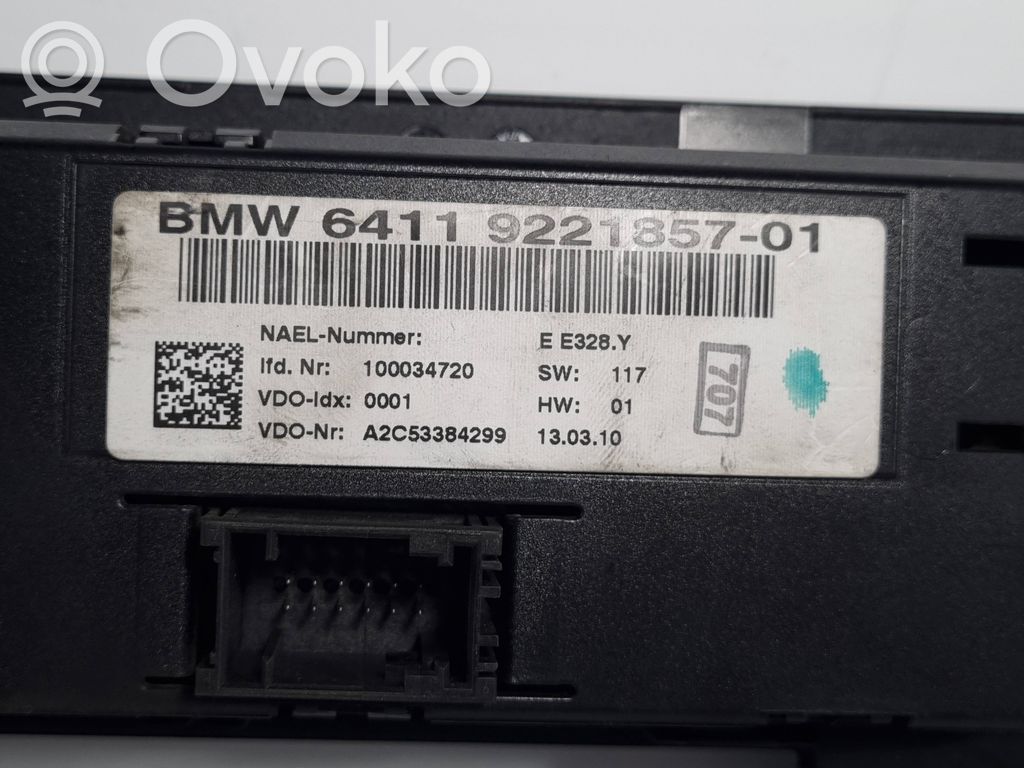 Ovoko
BMW 6411 9221857-01
NAEL-Nummer: E E328.Y
lfd. Nr: 100034720 SW: 117
VDO-Idx: 0001 HW: 01
VDO-Nr: A2C53384299 13.03.10
707